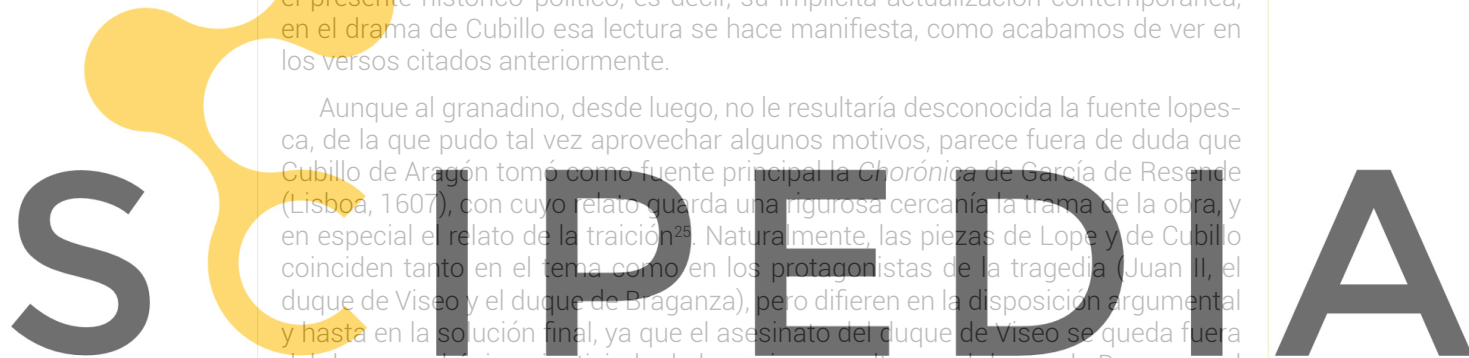 el presente histórico-político, es decir, su implícita actualización contemporánea,
en el drama de Cubillo esa lectura se hace manifiesta, como acabamos de ver en
los versos citados anteriormente.
Aunque al granadino, desde luego, no le resultaría desconocida la fuente lopes-
ca, de la que pudo tal vez aprovechar algunos motivos, parece fuera de duda que
Cubillo de Aragón tomó como fuente principal la Chorónica de García de Resende
(Lisboa, 1607), con cuyo relato guarda una rigurosa cercanía la trama de la obra, y
en especial el relato de la traición25. Naturalmente, las piezas de Lope y de Cubillo
coinciden tanto en el tema como en los protagonistas de la tragedia (Juan II, el
duque de Viseo y el duque de Braganza), pero difieren en la disposición argumental
y hasta en la solución final, ya que el asesinato del duque de Viseo se queda fuera
SCIPEDIA